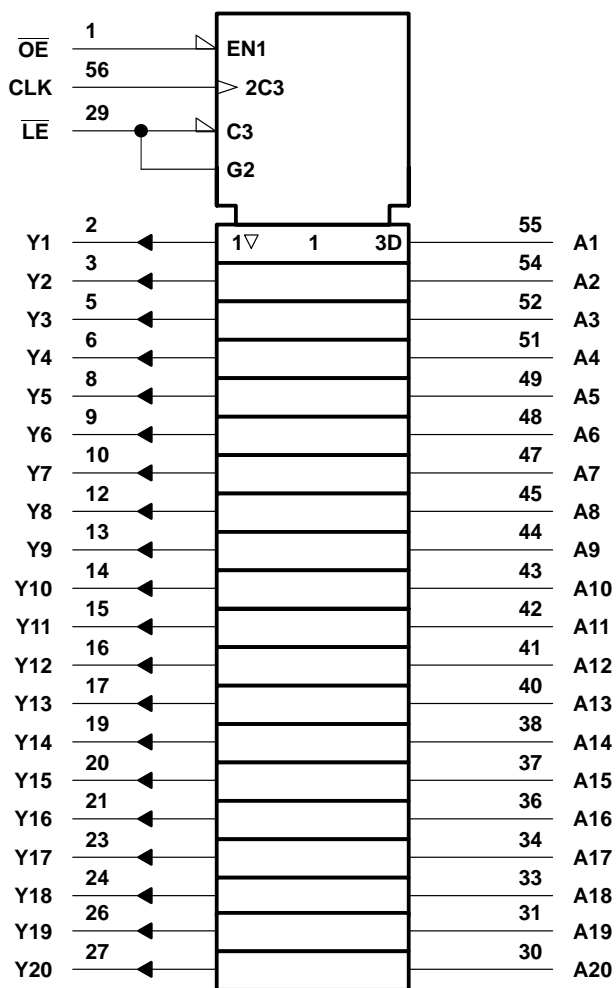 OE 1 EN1
CLK 56 2C3
LE 29 C3
G2
Y1 2 1▽ 1 3D 55 A1
Y2 3 54 A2
Y3 5 52 A3
Y4 6 51 A4
Y5 8 49 A5
Y6 9 48 A6
Y7 10 47 A7
Y8 12 45 A8
Y9 13 44 A9
Y10 14 43 A10
Y11 15 42 A11
Y12 16 41 A12
Y13 17 40 A13
Y14 19 38 A14
Y15 20 37 A15
Y16 21 36 A16
Y17 23 34 A17
Y18 24 33 A18
Y19 26 31 A19
Y20 27 30 A20